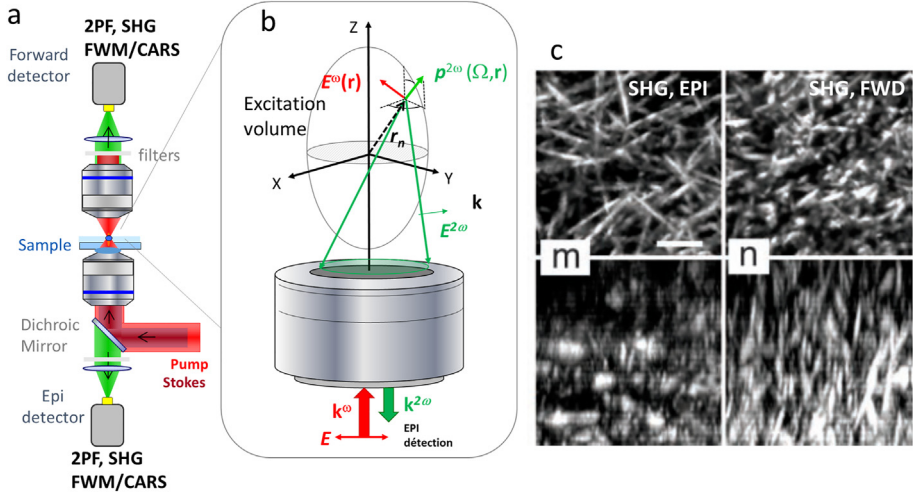 a
2PF, SHG
FWM/CARS
Forward
detector
filters
Sample
Dichroic
Mirror
Pump
Stokes
Epi
detector
2PF, SHG
FWM/CARS
b
Z
E^ω(r)
p^2ω (Ω,r)
Excitation
volume
r_n
X
Y
k
E^2ω
k^ω
k^2ω
E
EPI
détection
c
SHG, EPI
SHG, FWD
m
n